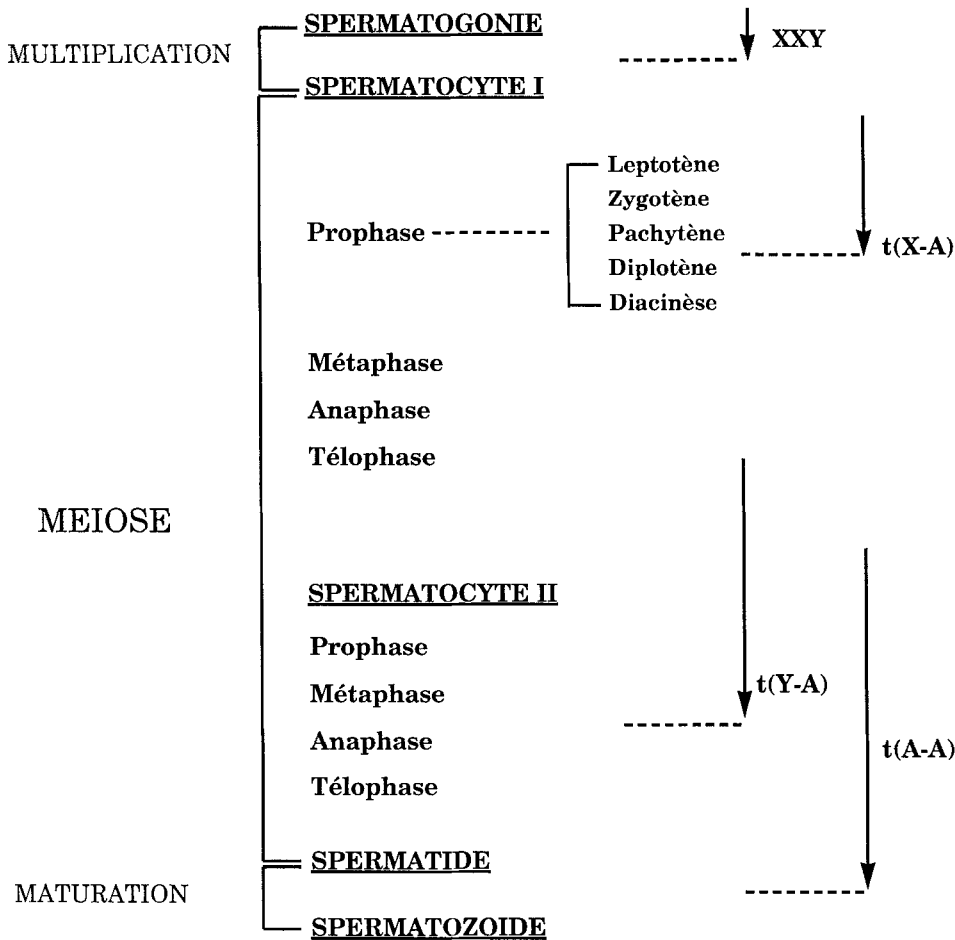 SPERMATOGONIE
XXY
MULTIPLICATION
SPERMATOCYTE I
Leptotène
Zygotène
Prophase
Pachytène
t(X-A)
Diplotène
Diacinèse
Métaphase
Anaphase
Télophase
MEIOSE
SPERMATOCYTE II
Prophase
Métaphase
t(Y-A)
Anaphase
t(A-A)
Télophase
SPERMATIDE
MATURATION
SPERMATOZOIDE